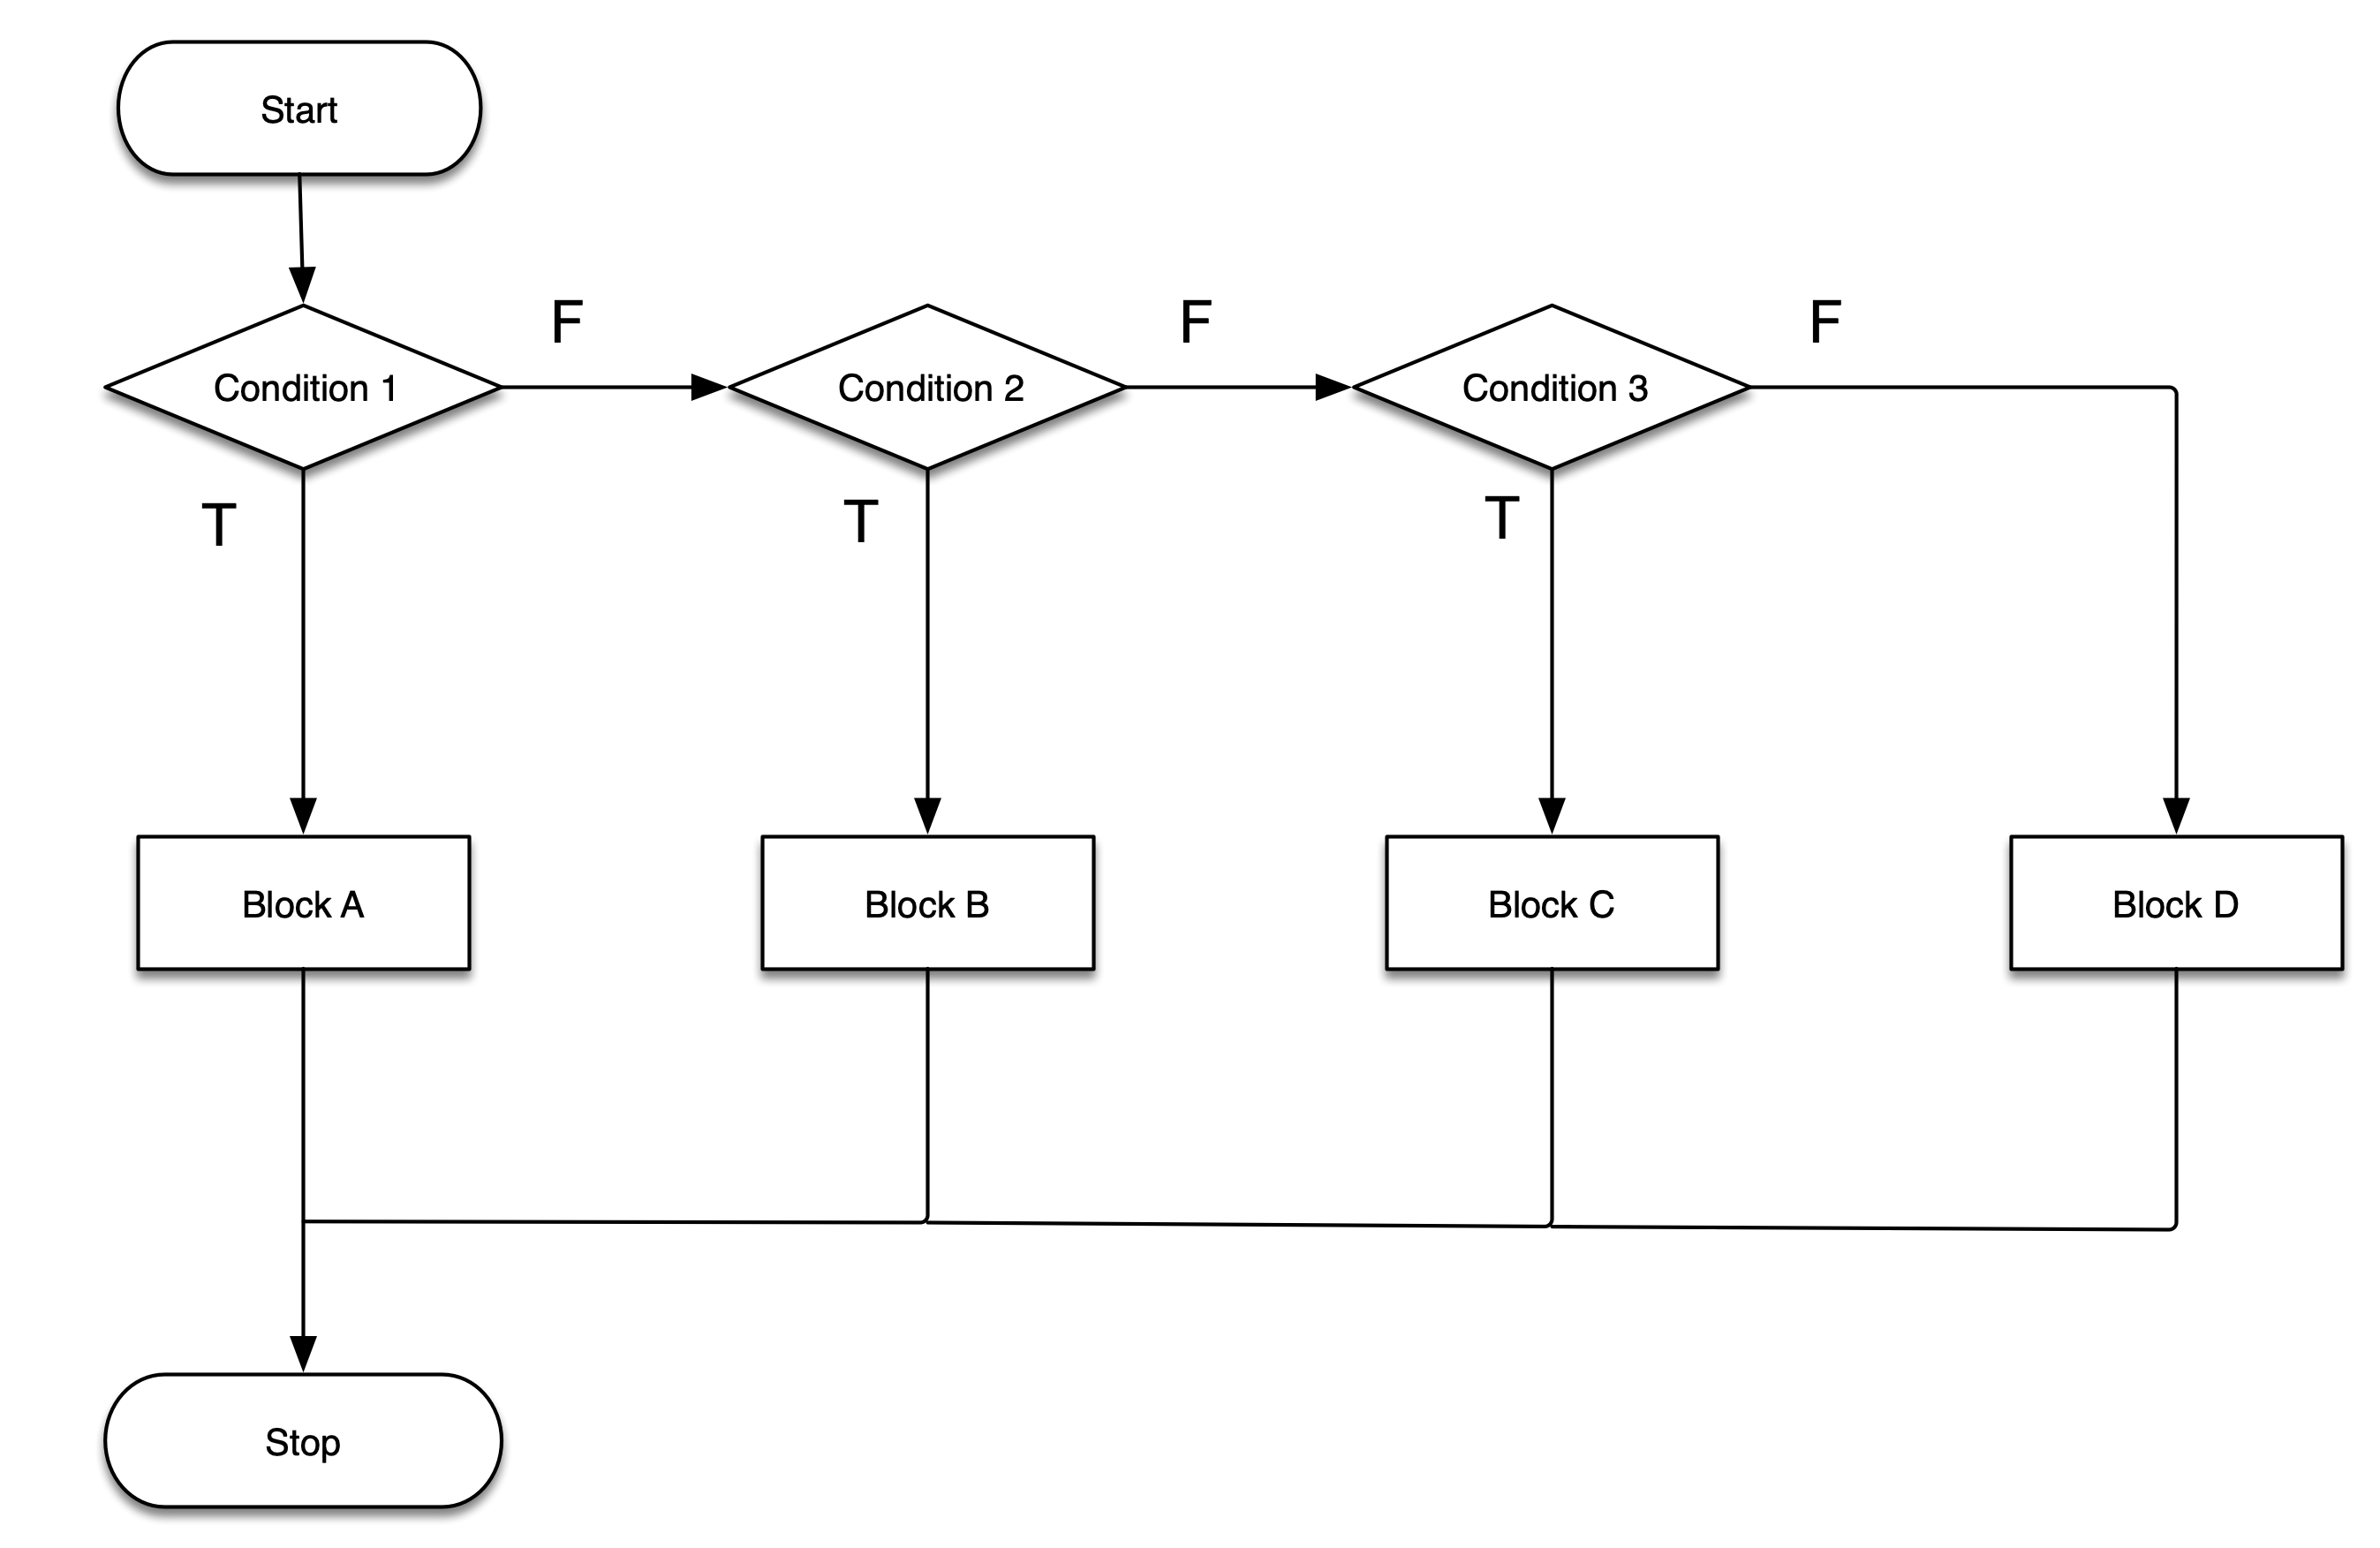 Start
F
F
F
Condition 1
Condition 2
Condition 3
T
T
T
Block A
Block B
Block C
Block D
Stop